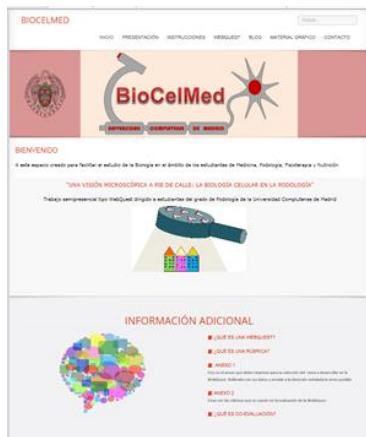 BIOCELMED
INICIO PRESENTACIÓN INSTRUCCIONES WEBQUEST BLOG MATERIAL GRÁFICO CONTACTO
BioCelMed
UNIVERSIDAD COMPLUTENSE DE MADRID
BIENVENIDO
A este espacio creado para facilitar el estudio de la Biología en el ámbito de los estudiantes de Medicina, Podología, Fisioterapia y Nutrición
"UNA VISIÓN MICROSCÓPICA A PIE DE CALLE: LA BIOLOGÍA CELULAR EN LA PODOLOGÍA"
Trabajo semipresencial tipo WebQuest dirigido a estudiantes del grado de Podología de la Universidad Complutense de Madrid
INFORMACIÓN ADICIONAL
¿QUÉ ES UNA WEBQUEST?
¿QUÉ ES UNA RÚBRICA?
ANEXO 1
ANEXO 2
¿QUÉ ES CO-EVALUACIÓN?